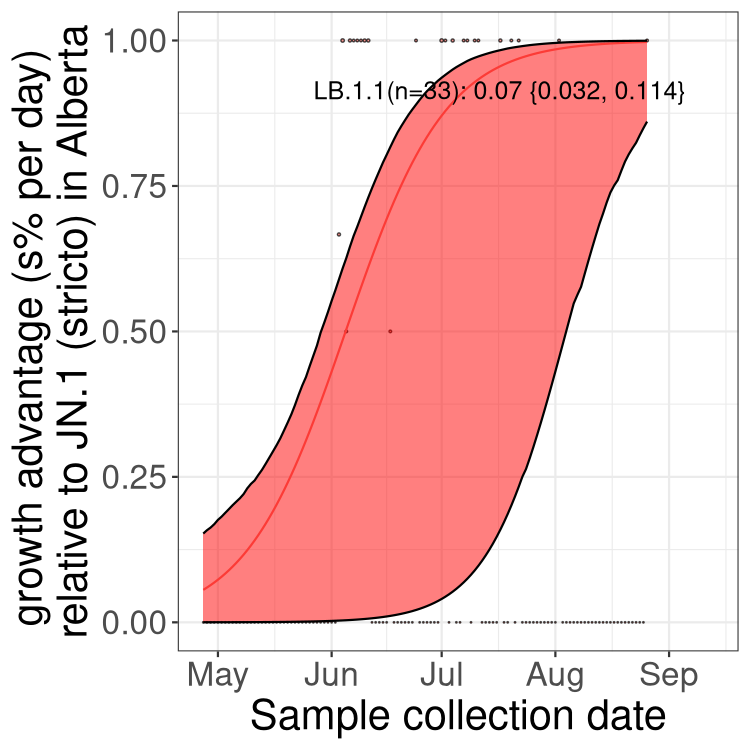 growth advantage (s% per day)
relative to JN.1 (stricto) in Alberta
1.00
0.75
0.50
0.25
0.00
LB.1.1(n=33): 0.07 {0.032, 0.114}
May Jun Jul Aug Sep
Sample collection date